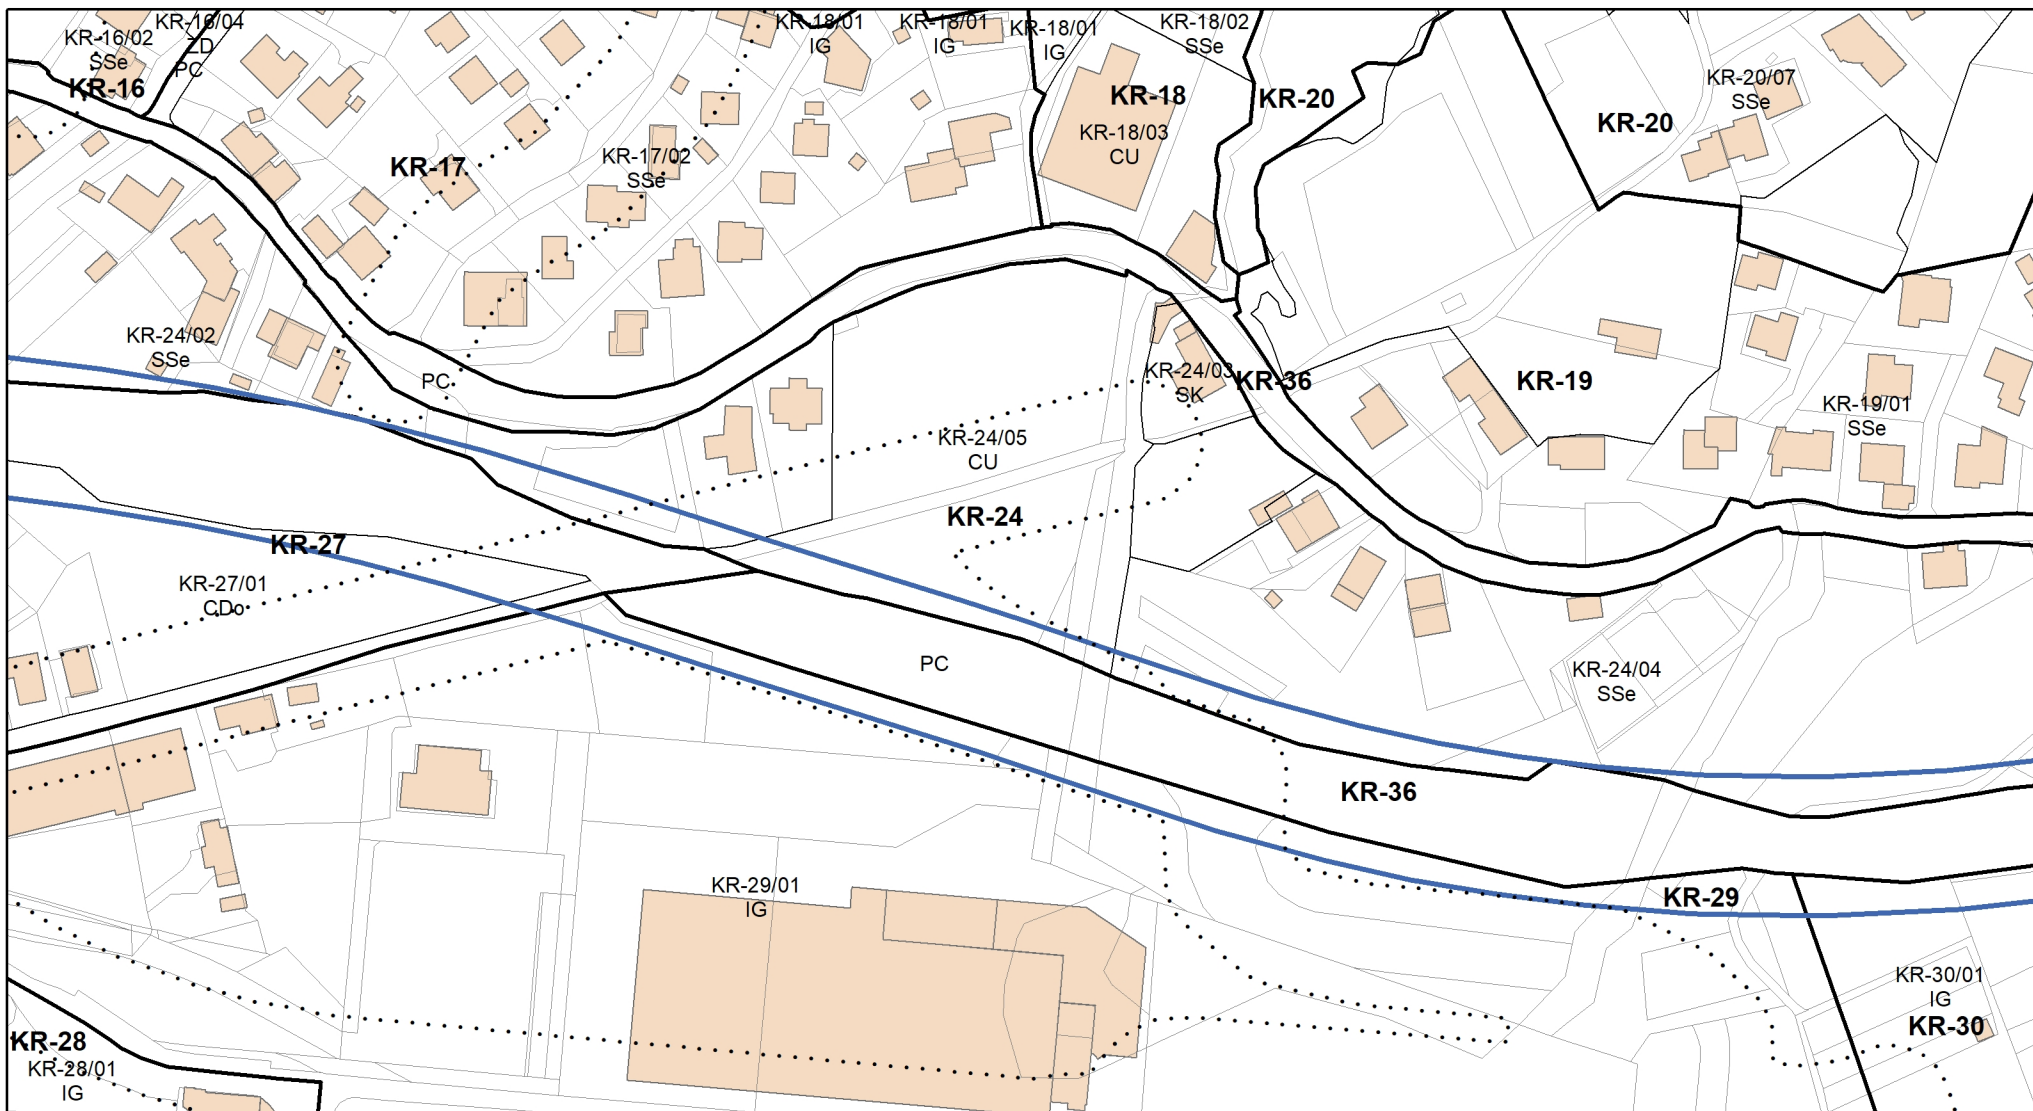 KR-16/04
ZD
PC
KR-16/02
SSe
KR-16
KR-18/01
IG
KR-18/01
IG
KR-18/01
IG
KR-18/02
SSe
KR-18
KR-18/03
CU
KR-20
KR-20
KR-20/07
SSe
KR-17
KR-17/02
SSe
KR-24/02
SSe
PC
KR-24/03
SK
KR-36
KR-19
KR-19/01
SSe
KR-24/05
CU
KR-24
KR-27
KR-27/01
CDo
PC
KR-24/04
SSe
KR-36
KR-29/01
IG
KR-29
KR-30/01
IG
KR-30
KR-28
KR-28/01
IG